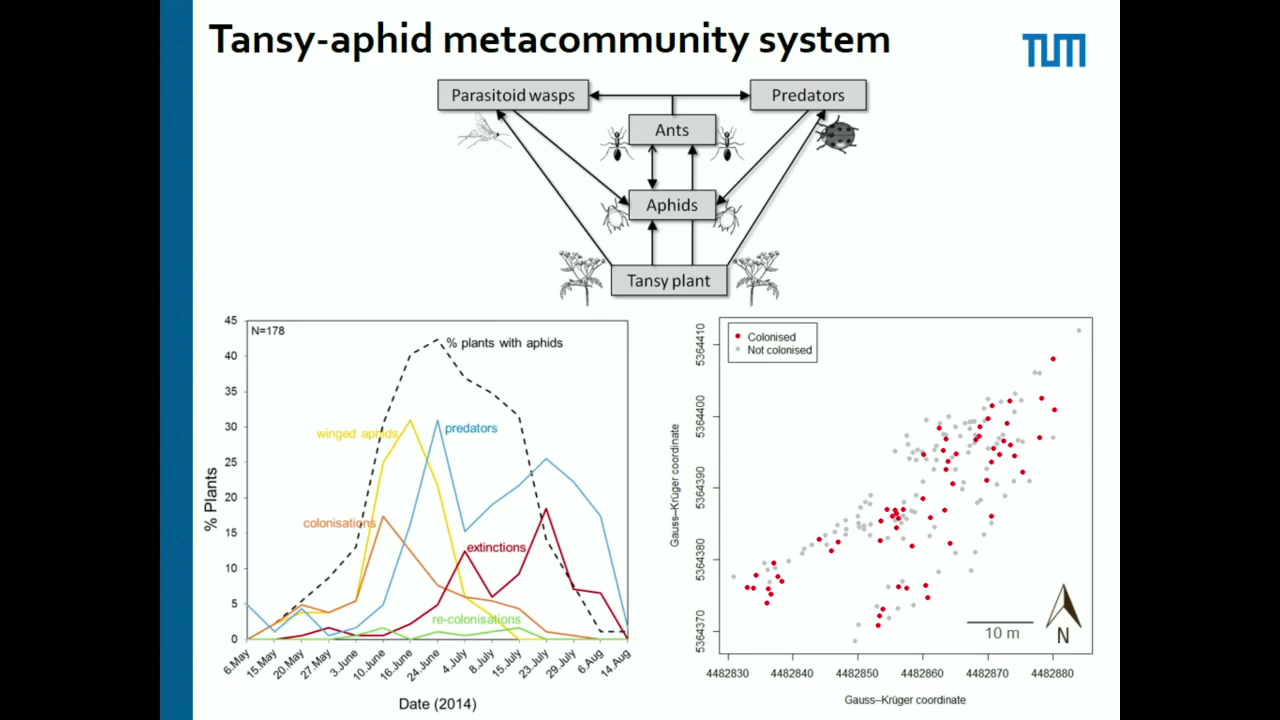 Tansy-aphid metacommunity system
TUM
Parasitoid wasps
Predators
Ants
Aphids
Tansy plant
N=178
% plants with aphids
winged aphids
predators
colonisations
extinctions
re-colonisations
45
40
35
30
25
20
15
10
5
0
% Plants
6.May
15.May
20.May
27.May
3.June
10.June
16.June
24.June
4.July
8.July
15.July
23.July
29.July
6.Aug
14.Aug
Date (2014)
Colonised
Not colonised
5364410
5364400
5364390
5364380
5364370
Gauss–Krüger coordinate
10 m
N
4482830
4482840
4482850
4482860
4482870
4482880
Gauss–Krüger coordinate